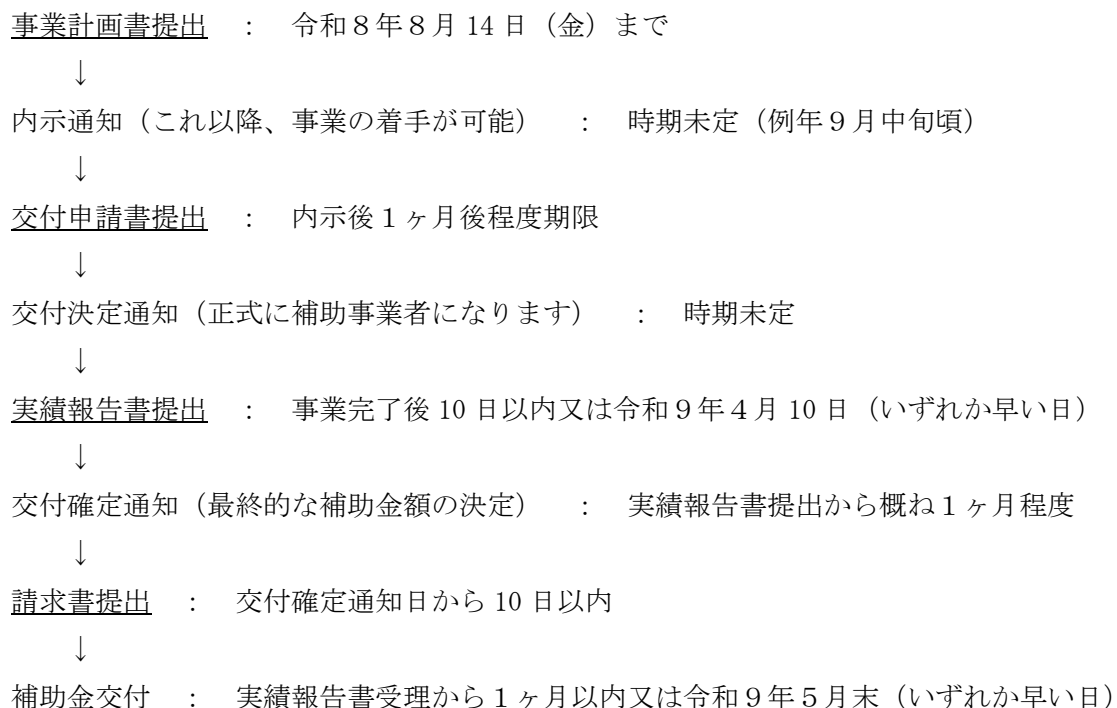 事業計画書提出　：　令和８年８月 14 日（金）まで
↓
内示通知（これ以降、事業の着手が可能）　：　時期未定（例年９月中旬頃）
↓
交付申請書提出　：　内示後１ヶ月後程度期限
↓
交付決定通知（正式に補助事業者になります）　：　時期未定
↓
実績報告書提出　：　事業完了後 10 日以内又は令和９年４月 10 日（いずれか早い日）
↓
交付確定通知（最終的な補助金額の決定）　：　実績報告書提出から概ね１ヶ月程度
↓
請求書提出　：　交付確定通知日から 10 日以内
↓
補助金交付　：　実績報告書受理から１ヶ月以内又は令和９年５月末（いずれか早い日）